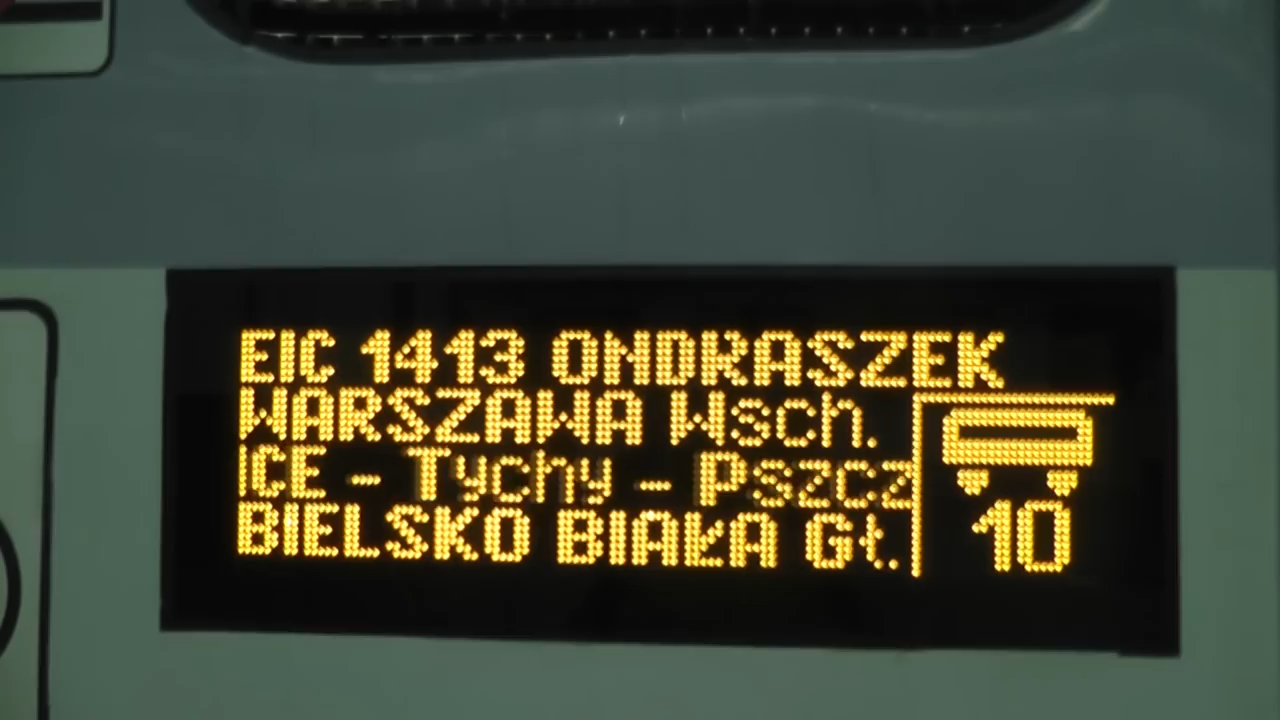 EIC 1413 ONDRASZEK
WARSZAWA Wsch.
ICE - Tychy - Pszcz
BIELSKO BIAŁA Gł.
10